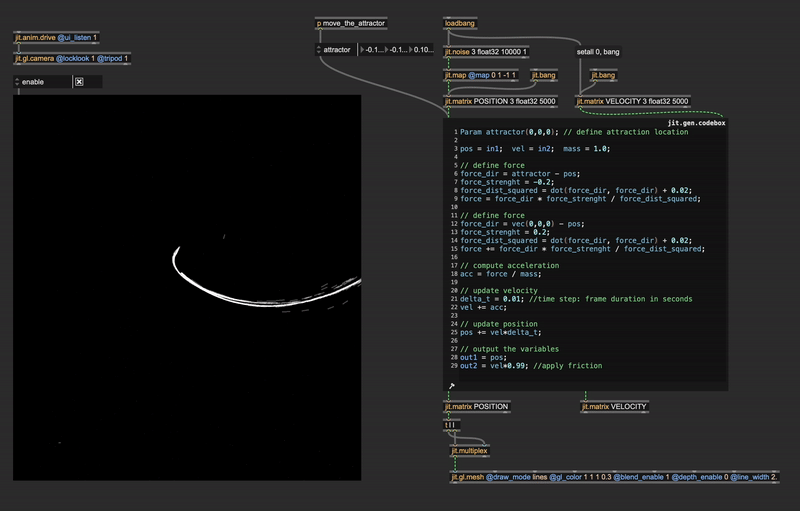 jit.anim.drive @ui_listen 1
jit.gl.camera @locklook 1 @tripod 1
enable
p move_the_attractor
attractor
-0.1... -0.1... 0.10...
loadbang
jit.noise 3 float32 10000 1
setall 0, bang
jit.map @map 0 1 -1 1
jit.bang
jit.bang
jit.matrix POSITION 3 float32 5000
jit.matrix VELOCITY 3 float32 5000
jit.gen.codebox
1 Param attractor(0,0,0); // define attraction location
2
3 pos = in1; vel = in2; mass = 1.0;
4
5 // define force
6 force_dir = attractor - pos;
7 force_strenght = -0.2;
8 force_dist_squared = dot(force_dir, force_dir) + 0.02;
9 force = force_dir * force_strenght / force_dist_squared;
10
11 // define force
12 force_dir = vec(0,0,0) - pos;
13 force_strenght = 0.2;
14 force_dist_squared = dot(force_dir, force_dir) + 0.02;
15 force += force_dir * force_strenght / force_dist_squared;
16
17 // compute acceleration
18 acc = force / mass;
19
20 // update velocity
21 delta_t = 0.01; //time step: frame duration in seconds
22 vel += acc;
23
24 // update position
25 pos += vel*delta_t;
26
27 // output the variables
28 out1 = pos;
29 out2 = vel*0.99; //apply friction
jit.matrix POSITION
jit.matrix VELOCITY
t l l
jit.multiplex
jit.gl.mesh @draw_mode lines @gl_color 1 1 1 0.3 @blend_enable 1 @depth_enable 0 @line_width 2.